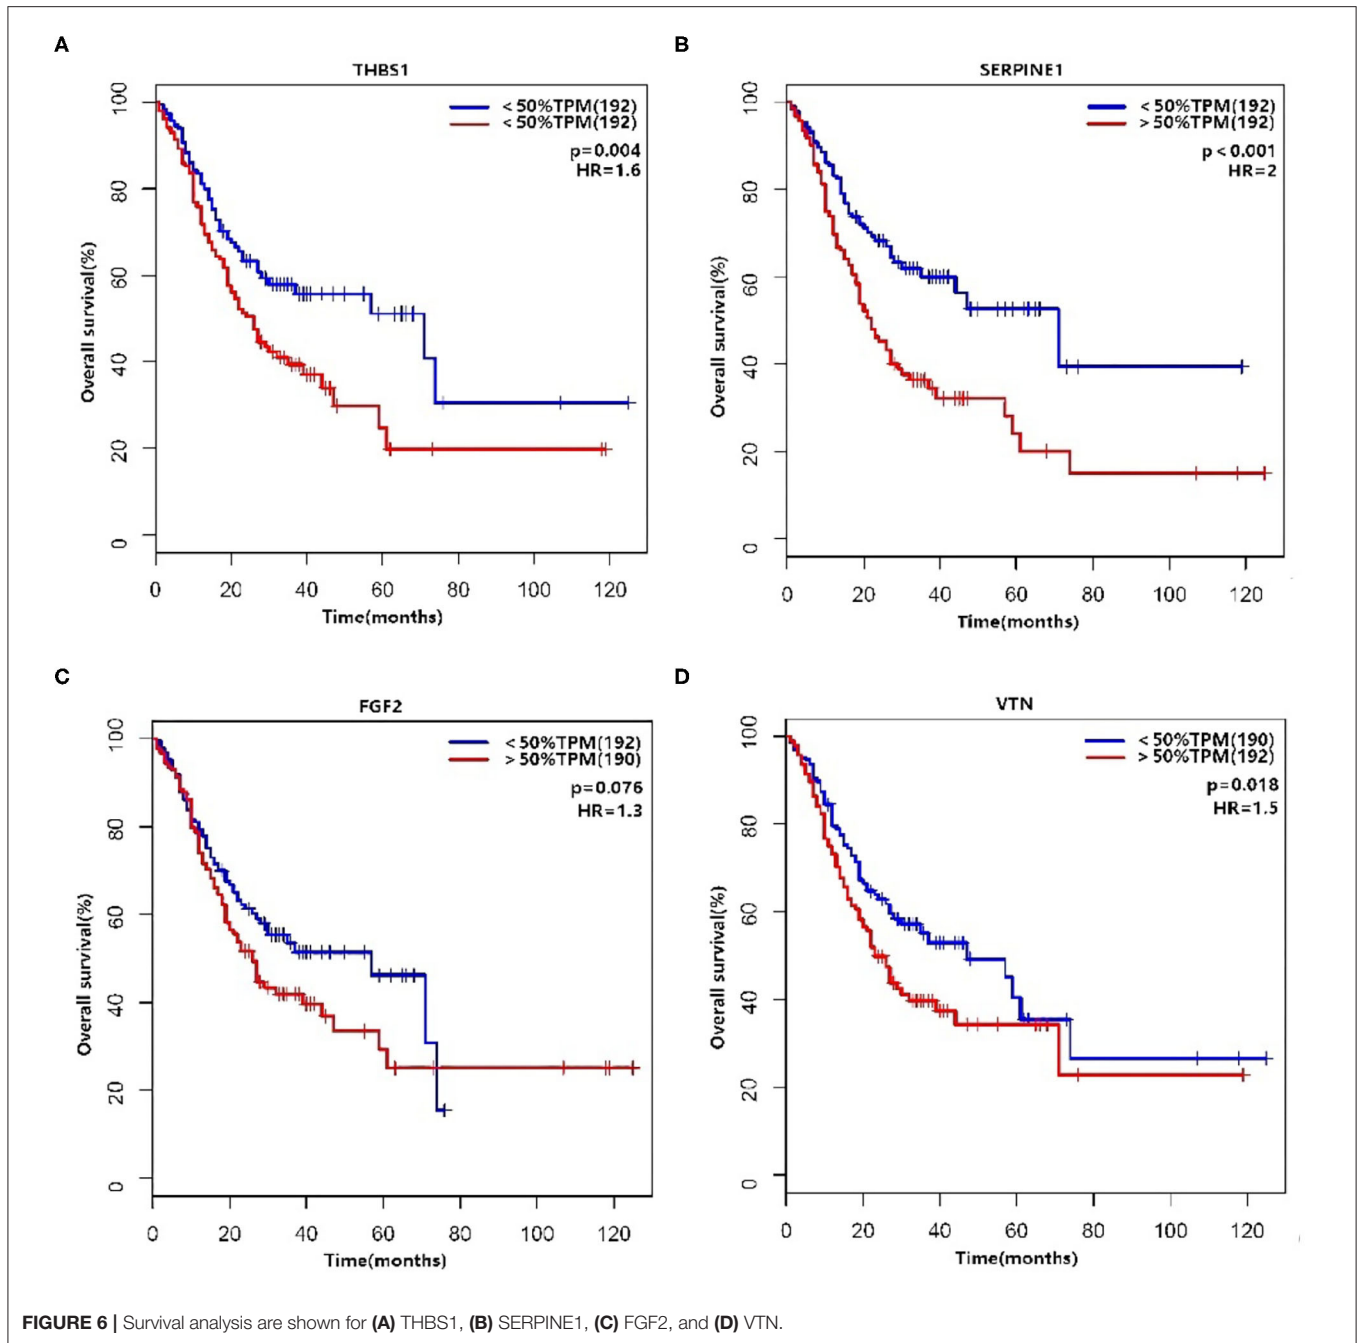 A
THBS1
< 50%TPM(192)
< 50%TPM(192)
p=0.004
HR=1.6
Overall survival(%)
100
80
60
40
20
0
0 20 40 60 80 100 120
Time(months)
B
SERPINE1
< 50%TPM(192)
> 50%TPM(192)
p<0.001
HR=2
Overall survival(%)
100
80
60
40
20
0
0 20 40 60 80 100 120
Time(months)
C
FGF2
< 50%TPM(192)
> 50%TPM(190)
p=0.076
HR=1.3
Overall survival(%)
100
80
60
40
20
0
0 20 40 60 80 100 120
Time(months)
D
VTN
< 50%TPM(190)
> 50%TPM(192)
p=0.018
HR=1.5
Overall survival(%)
100
80
60
40
20
0
0 20 40 60 80 100 120
Time(months)
FIGURE 6 | Survival analysis are shown for (A) THBS1, (B) SERPINE1, (C) FGF2, and (D) VTN.